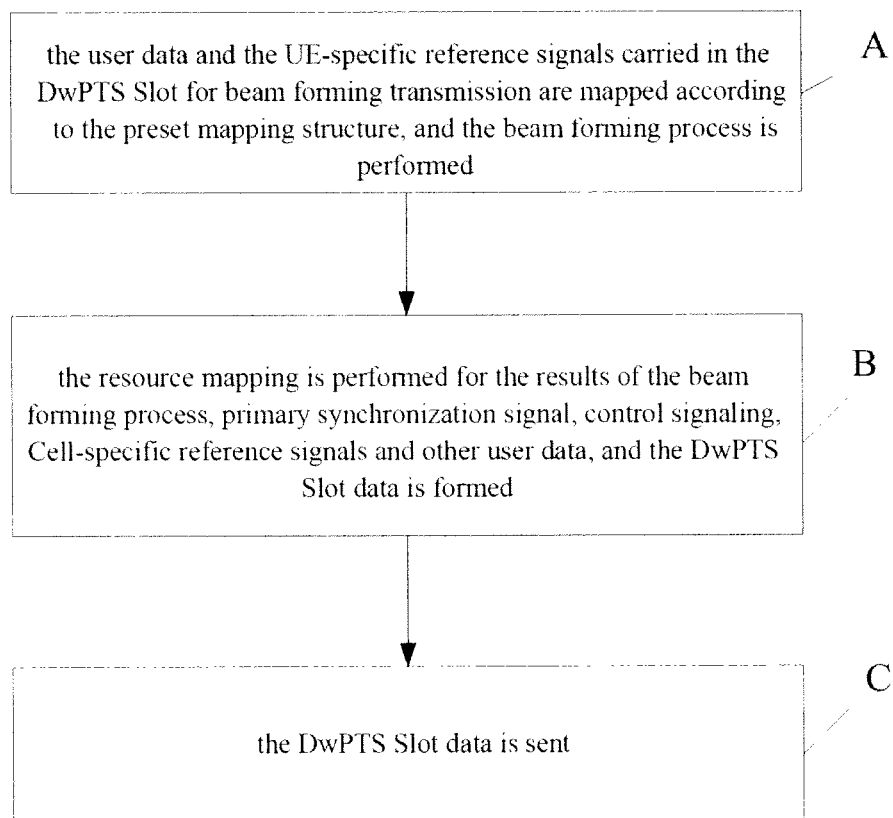 the user data and the UE-specific reference signals carried in the
DwPTS Slot for beam forming transmission are mapped according
to the preset mapping structure, and the beam forming process is
performed
A
the resource mapping is performed for the results of the beam
forming process, primary synchronization signal, control signaling,
Cell-specific reference signals and other user data, and the DwPTS
Slot data is formed
B
the DwPTS Slot data is sent
C